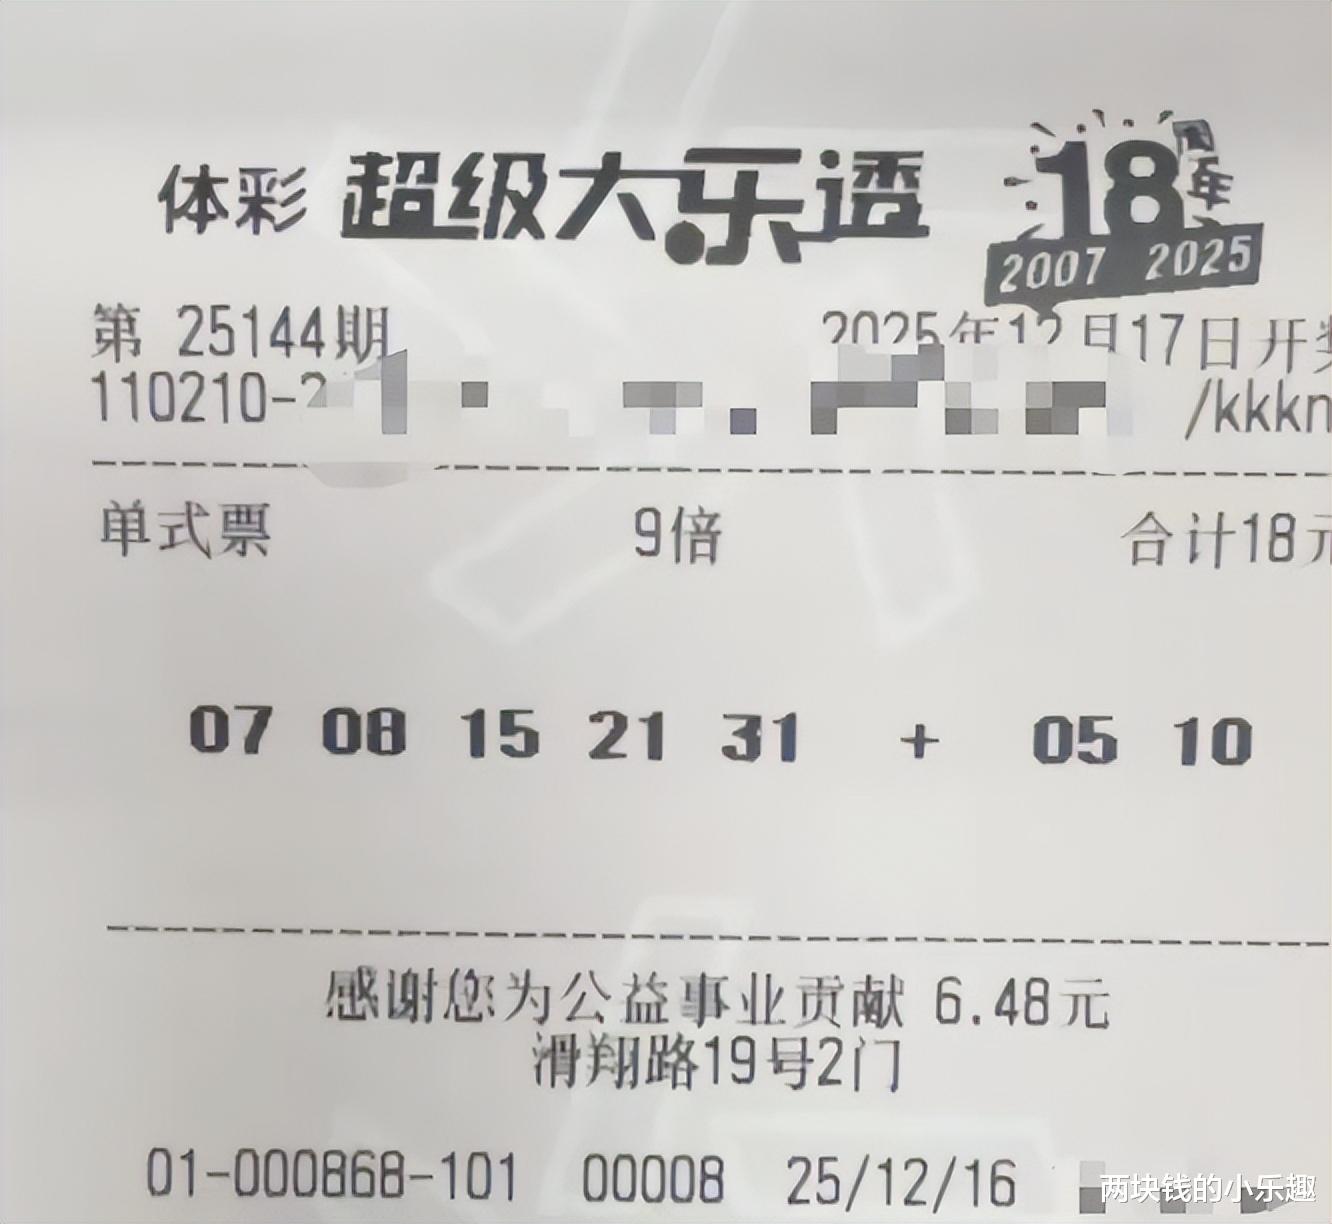 体彩 超级大乐透 18周年
2007 2025
第 25144期 2025年12月17日开奖
110210-2 /kkkn
单式票 9倍 合计18元
07 08 15 21 31 + 05 10
感谢您为公益事业贡献 6.48元
滑翔路19号2门
01-000868-101 00008 25/12/16
两块钱的小乐趣